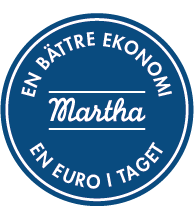 EN BÄTTRE EKONOMI
Martha
EN EURO I TAGET